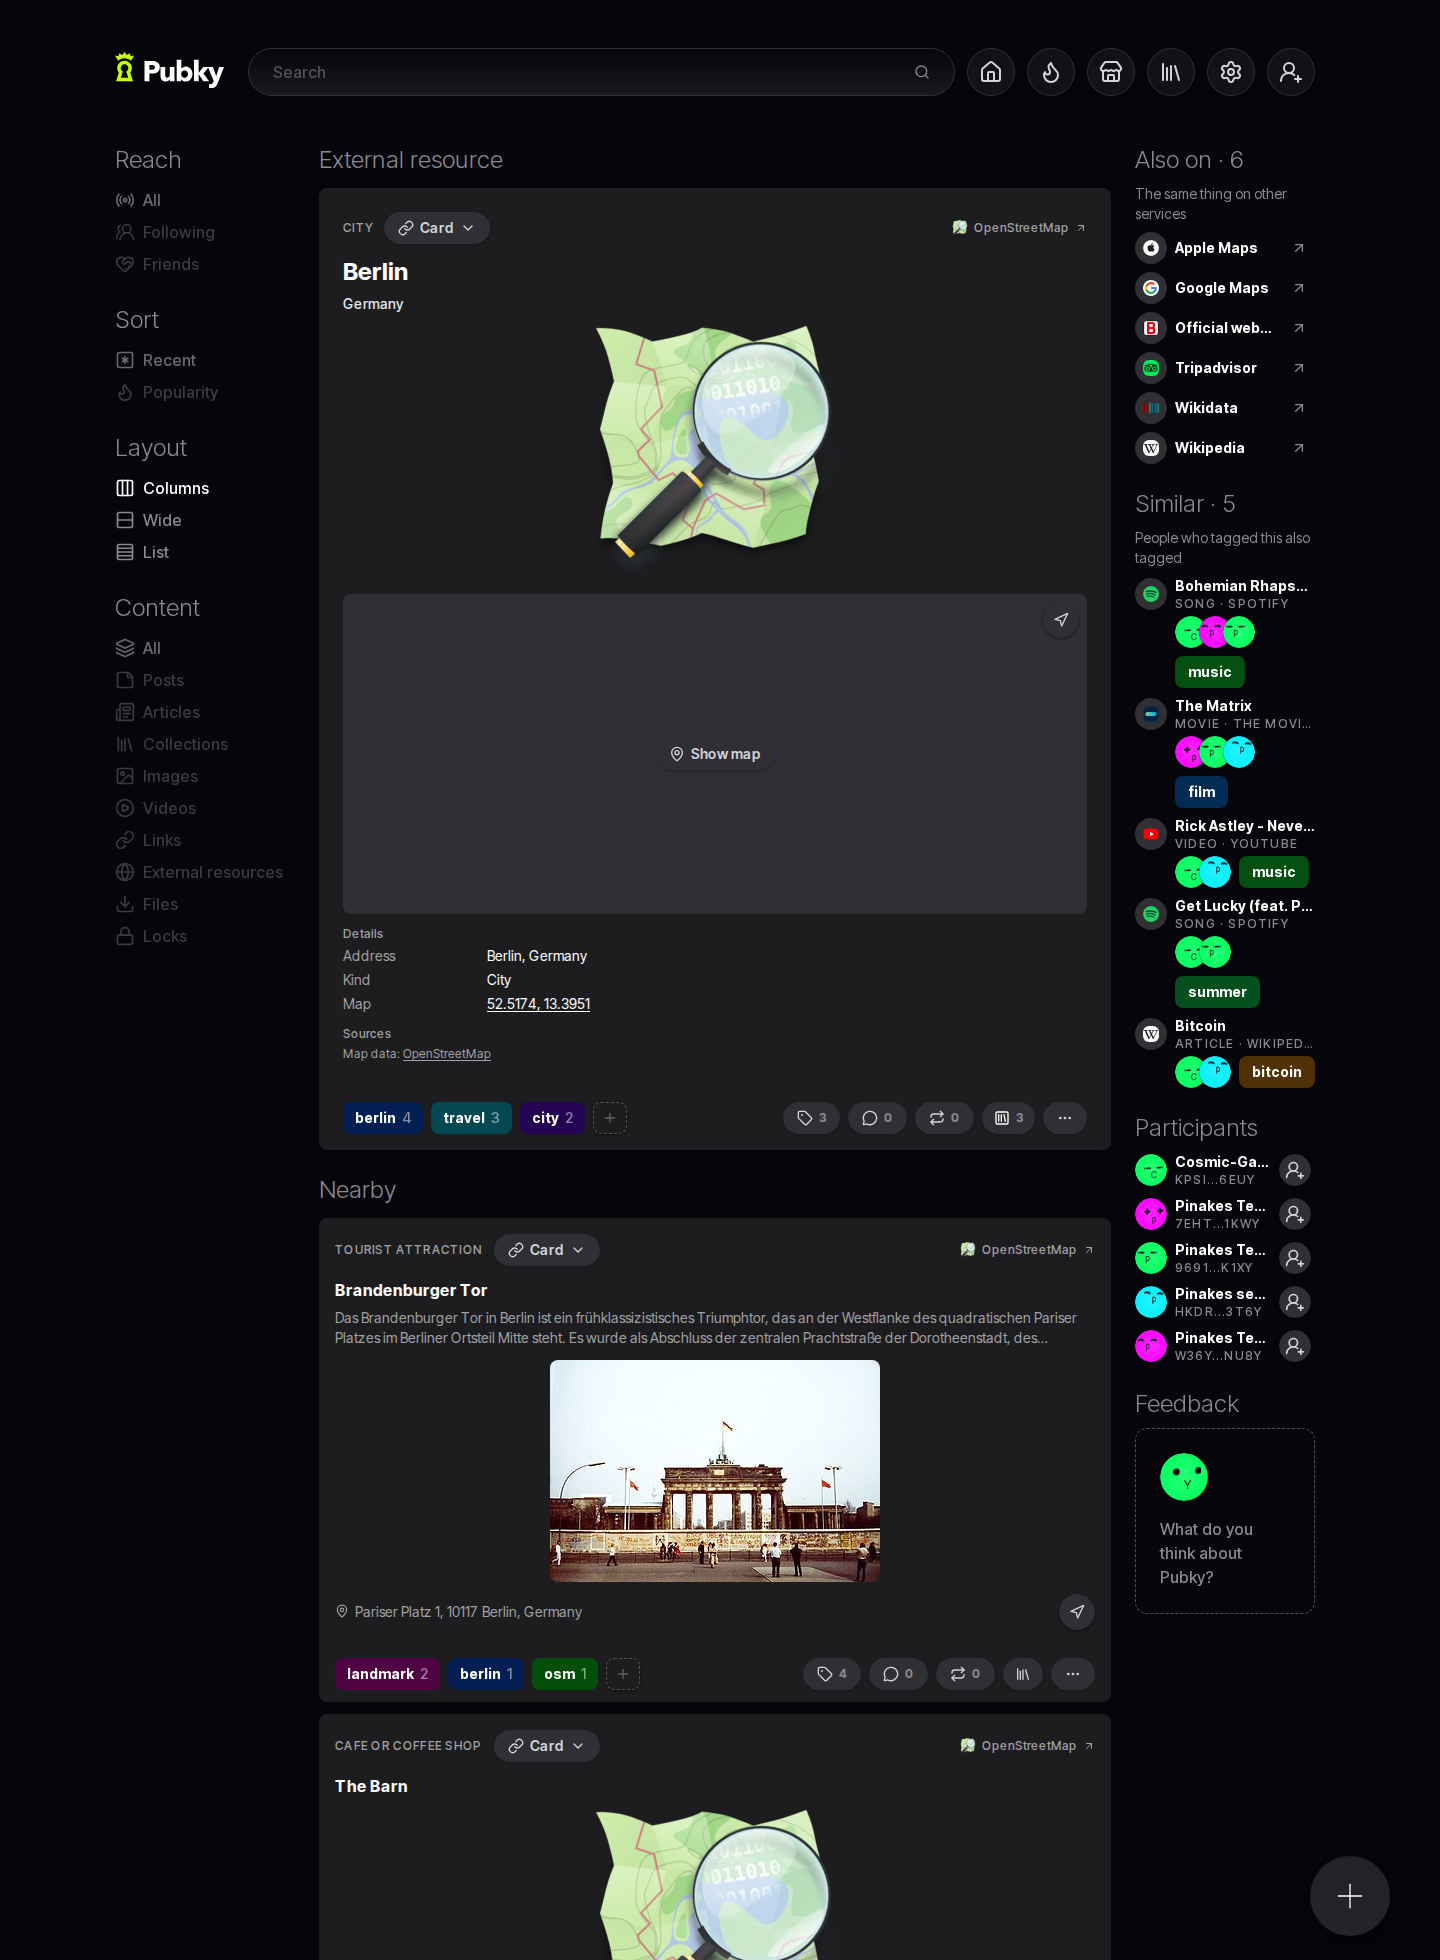 Pubky
Search
Reach
All
Following
Friends
Sort
Recent
Popularity
Layout
Columns
Wide
List
Content
All
Posts
Articles
Collections
Images
Videos
Links
External resources
Files
Locks
External resource
CITY
Card
OpenStreetMap
Berlin
Germany
Show map
Details
Address Berlin, Germany
Kind City
Map 52.5174, 13.3951
Sources
Map data: OpenStreetMap
berlin 4
travel 3
city 2
3
0
0
3
Nearby
TOURIST ATTRACTION
Card
OpenStreetMap
Brandenburger Tor
Das Brandenburger Tor in Berlin ist ein frühklassizistisches Triumphtor, das an der Westflanke des quadratischen Pariser
Platzes im Berliner Ortsteil Mitte steht. Es wurde als Abschluss der zentralen Prachtstraße der Dorotheenstadt, des...
Pariser Platz 1, 10117 Berlin, Germany
landmark 2
berlin 1
osm 1
4
0
0
CAFE OR COFFEE SHOP
Card
OpenStreetMap
The Barn
Also on · 6
The same thing on other
services
Apple Maps
Google Maps
Official web...
Tripadvisor
Wikidata
Wikipedia
Similar · 5
People who tagged this also
tagged
Bohemian Rhaps...
SONG · SPOTIFY
music
The Matrix
MOVIE · THE MOVI...
film
Rick Astley - Neve...
VIDEO · YOUTUBE
music
Get Lucky (feat. P...
SONG · SPOTIFY
summer
Bitcoin
ARTICLE · WIKIPED...
bitcoin
Participants
Cosmic-Ga...
KPSI...6EUY
Pinakes Te...
7EHT...1KWY
Pinakes Te...
9691...K1XY
Pinakes se...
HKDR...3T6Y
Pinakes Te...
W36Y...NU8Y
Feedback
What do you
think about
Pubky?